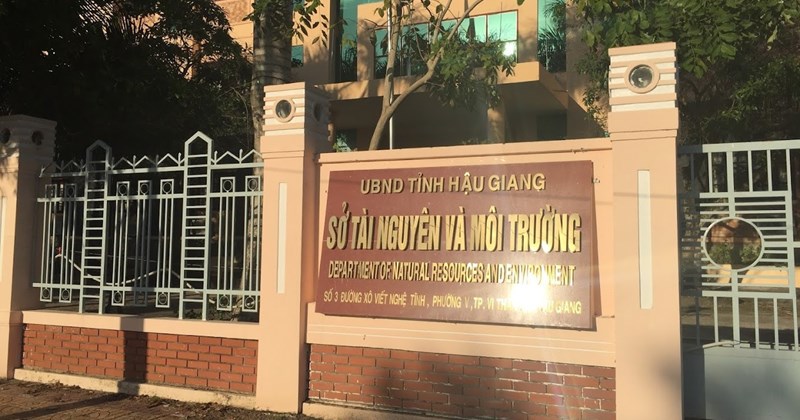 UBND TỈNH HẬU GIANG
SỞ TÀI NGUYÊN VÀ MÔI TRƯỜNG
DEPARTMENT OF NATURAL RESOURCES AND
SỐ 3 ĐƯỜNG XÔ VIẾT NGHỆ TĨNH, PHƯỜNG V, TP. VỊ GIANG